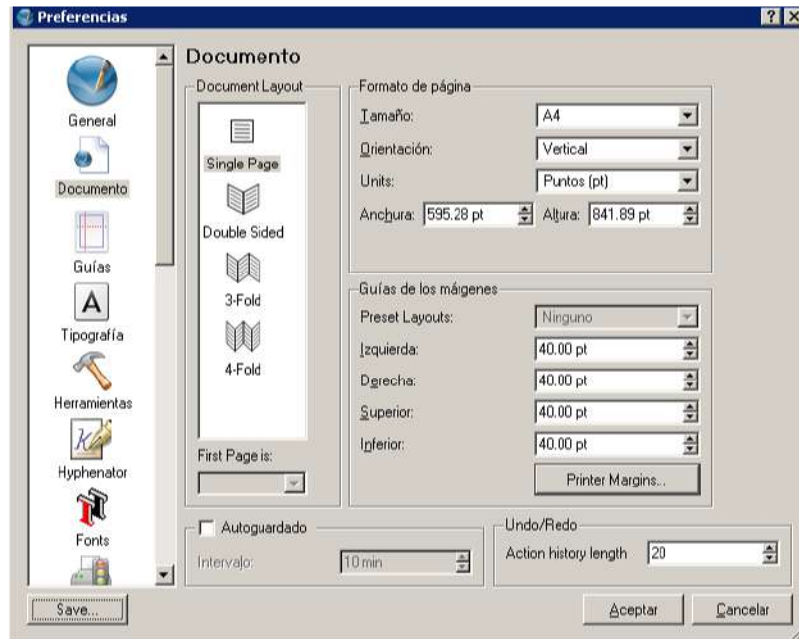 Preferencias
General
Documento
Guías
Tipografía
Herramientas
Hyphenator
Fonts
Documento
Document Layout
Single Page
Double Sided
3-Fold
4-Fold
First Page is:
Formato de página
Tamaño: A4
Orientación: Vertical
Units: Puntos (pt)
Anchura: 595.28 pt Altura: 841.89 pt
Guías de los márgenes
Preset Layouts: Ninguno
Izquierda: 40.00 pt
Derecha: 40.00 pt
Superior: 40.00 pt
Inferior: 40.00 pt
Printer Margins...
Autoguardado
Intervalo: 10 min
Undo/Redo
Action history length 20
Save...
Aceptar
Cancelar